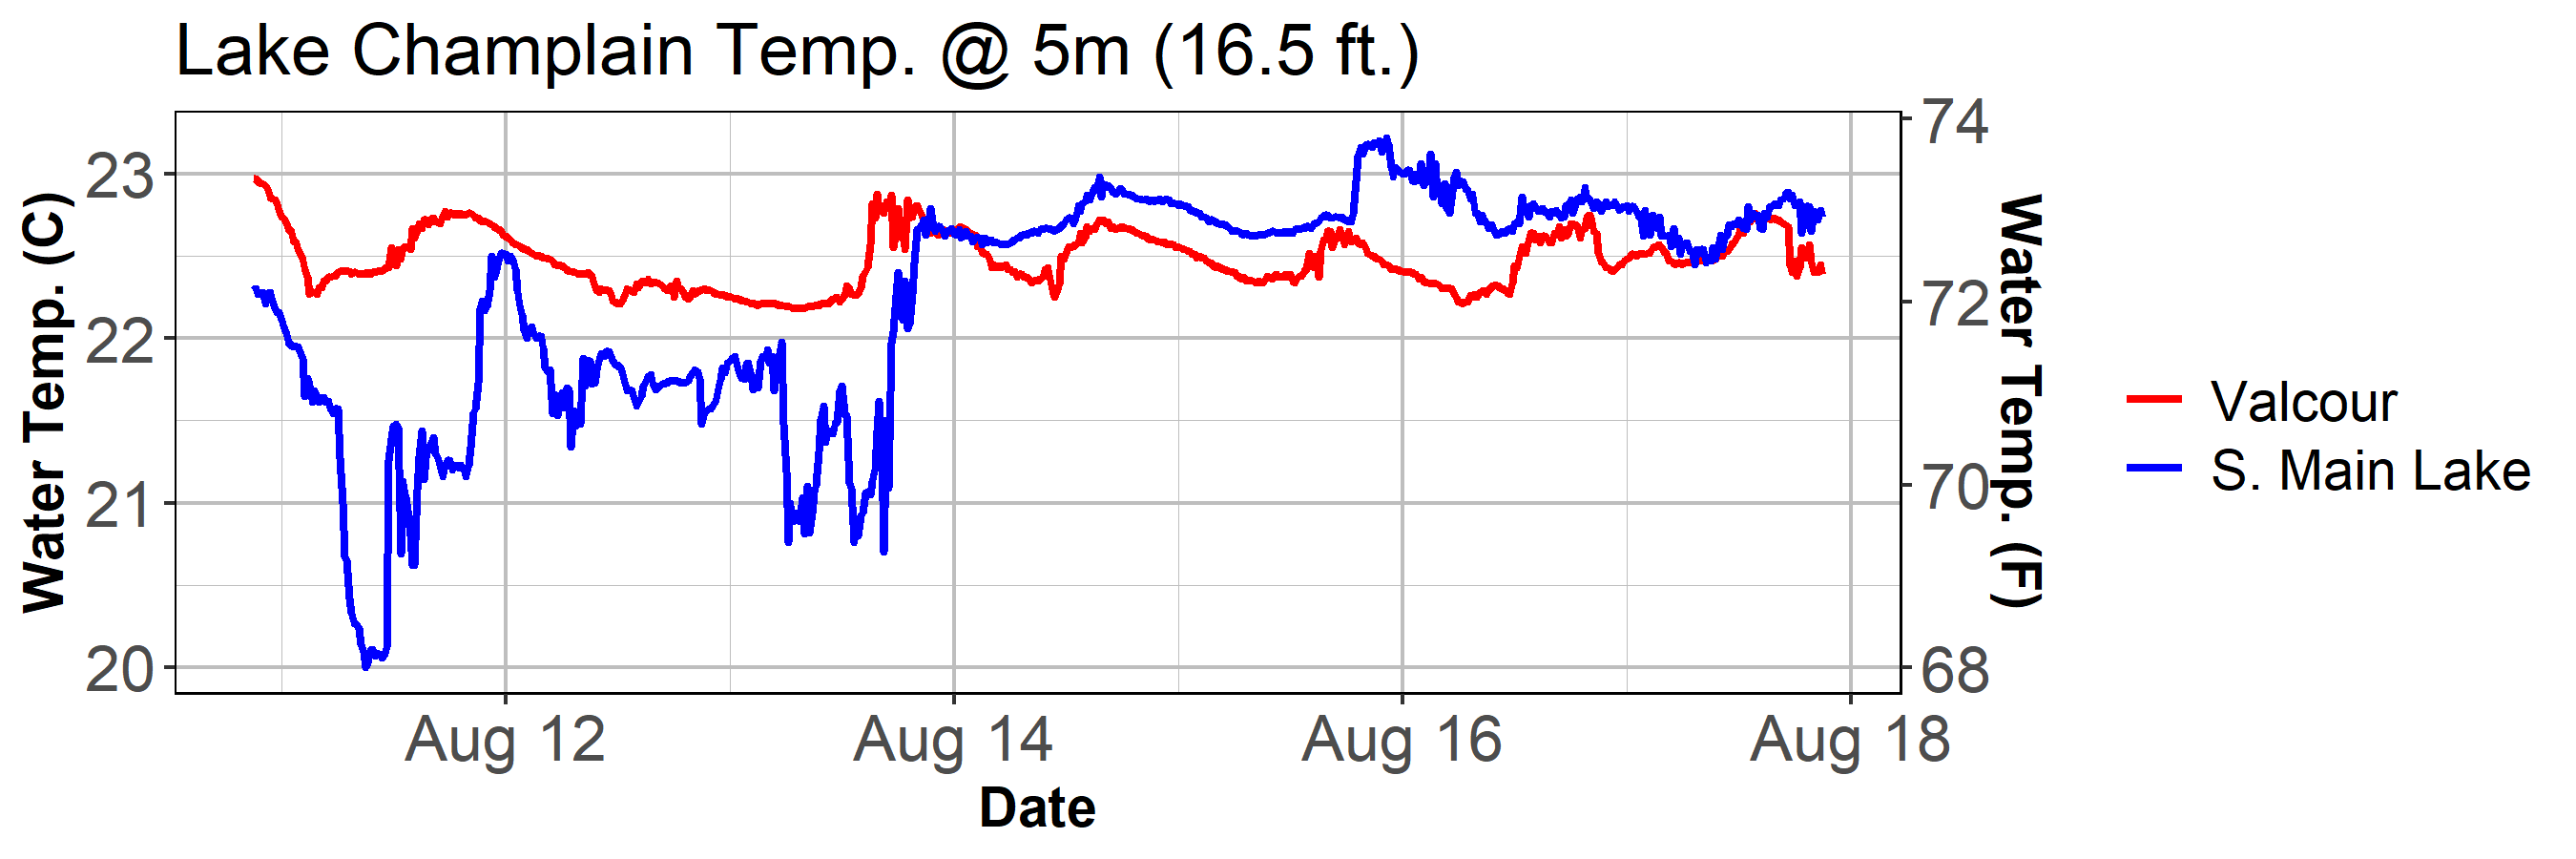 Lake Champlain Temp. @ 5m (16.5 ft.)
Water Temp. (C)
23
22
21
20
74
72
70
68
Water Temp. (F)
Aug 12
Aug 14
Aug 16
Aug 18
Date
Valcour
S. Main Lake